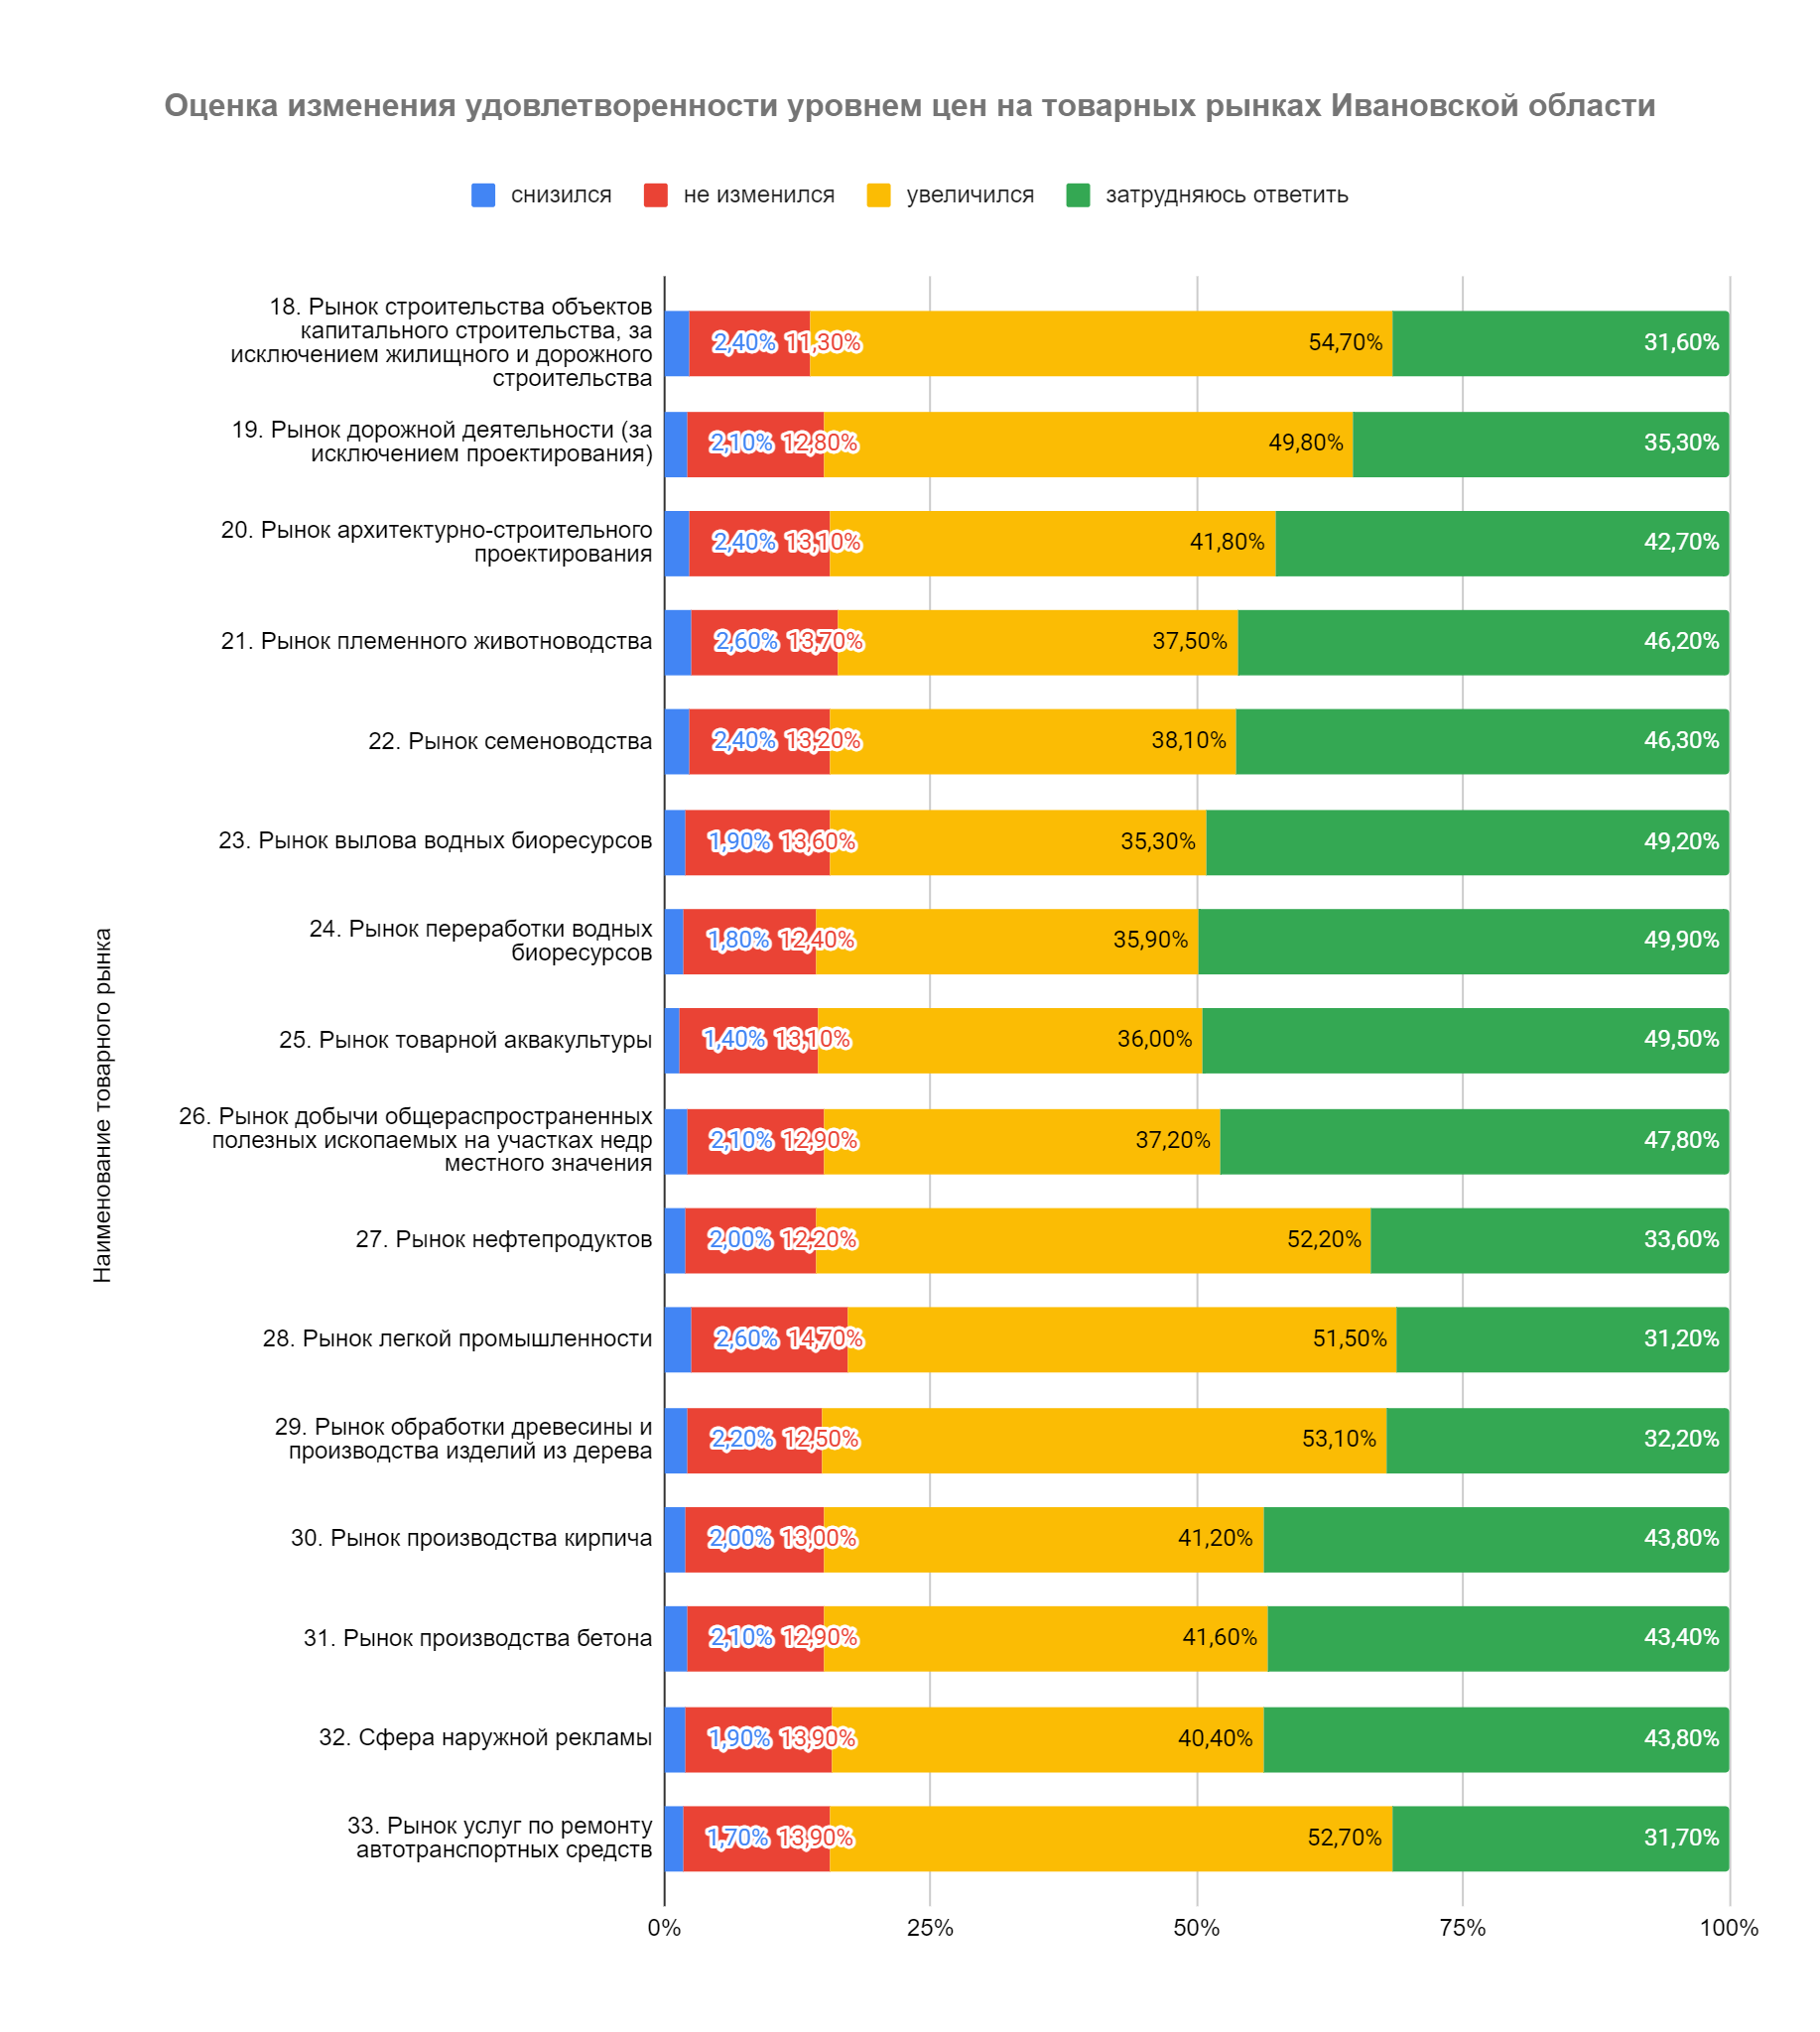 Оценка изменения удовлетворенности уровнем цен на товарных рынках Ивановской области
снизился не изменился увеличился затрудняюсь ответить
Наименование товарного рынка
18. Рынок строительства объектов
капитального строительства, за
исключением жилищного и дорожного
строительства
2,40% 11,30% 54,70% 31,60%
19. Рынок дорожной деятельности (за
исключением проектирования)
2,10% 12,80% 49,80% 35,30%
20. Рынок архитектурно-строительного
проектирования
2,40% 13,10% 41,80% 42,70%
21. Рынок племенного животноводства
2,60% 13,70% 37,50% 46,20%
22. Рынок семеноводства
2,40% 13,20% 38,10% 46,30%
23. Рынок вылова водных биоресурсов
1,90% 13,60% 35,30% 49,20%
24. Рынок переработки водных
биоресурсов
1,80% 12,40% 35,90% 49,90%
25. Рынок товарной аквакультуры
1,40% 13,10% 36,00% 49,50%
26. Рынок добычи общераспространенных
полезных ископаемых на участках недр
местного значения
2,10% 12,90% 37,20% 47,80%
27. Рынок нефтепродуктов
2,00% 12,20% 52,20% 33,60%
28. Рынок легкой промышленности
2,60% 14,70% 51,50% 31,20%
29. Рынок обработки древесины и
производства изделий из дерева
2,20% 12,50% 53,10% 32,20%
30. Рынок производства кирпича
2,00% 13,00% 41,20% 43,80%
31. Рынок производства бетона
2,10% 12,90% 41,60% 43,40%
32. Сфера наружной рекламы
1,90% 13,90% 40,40% 43,80%
33. Рынок услуг по ремонту
автотранспортных средств
1,70% 13,90% 52,70% 31,70%
0% 25% 50% 75% 100%